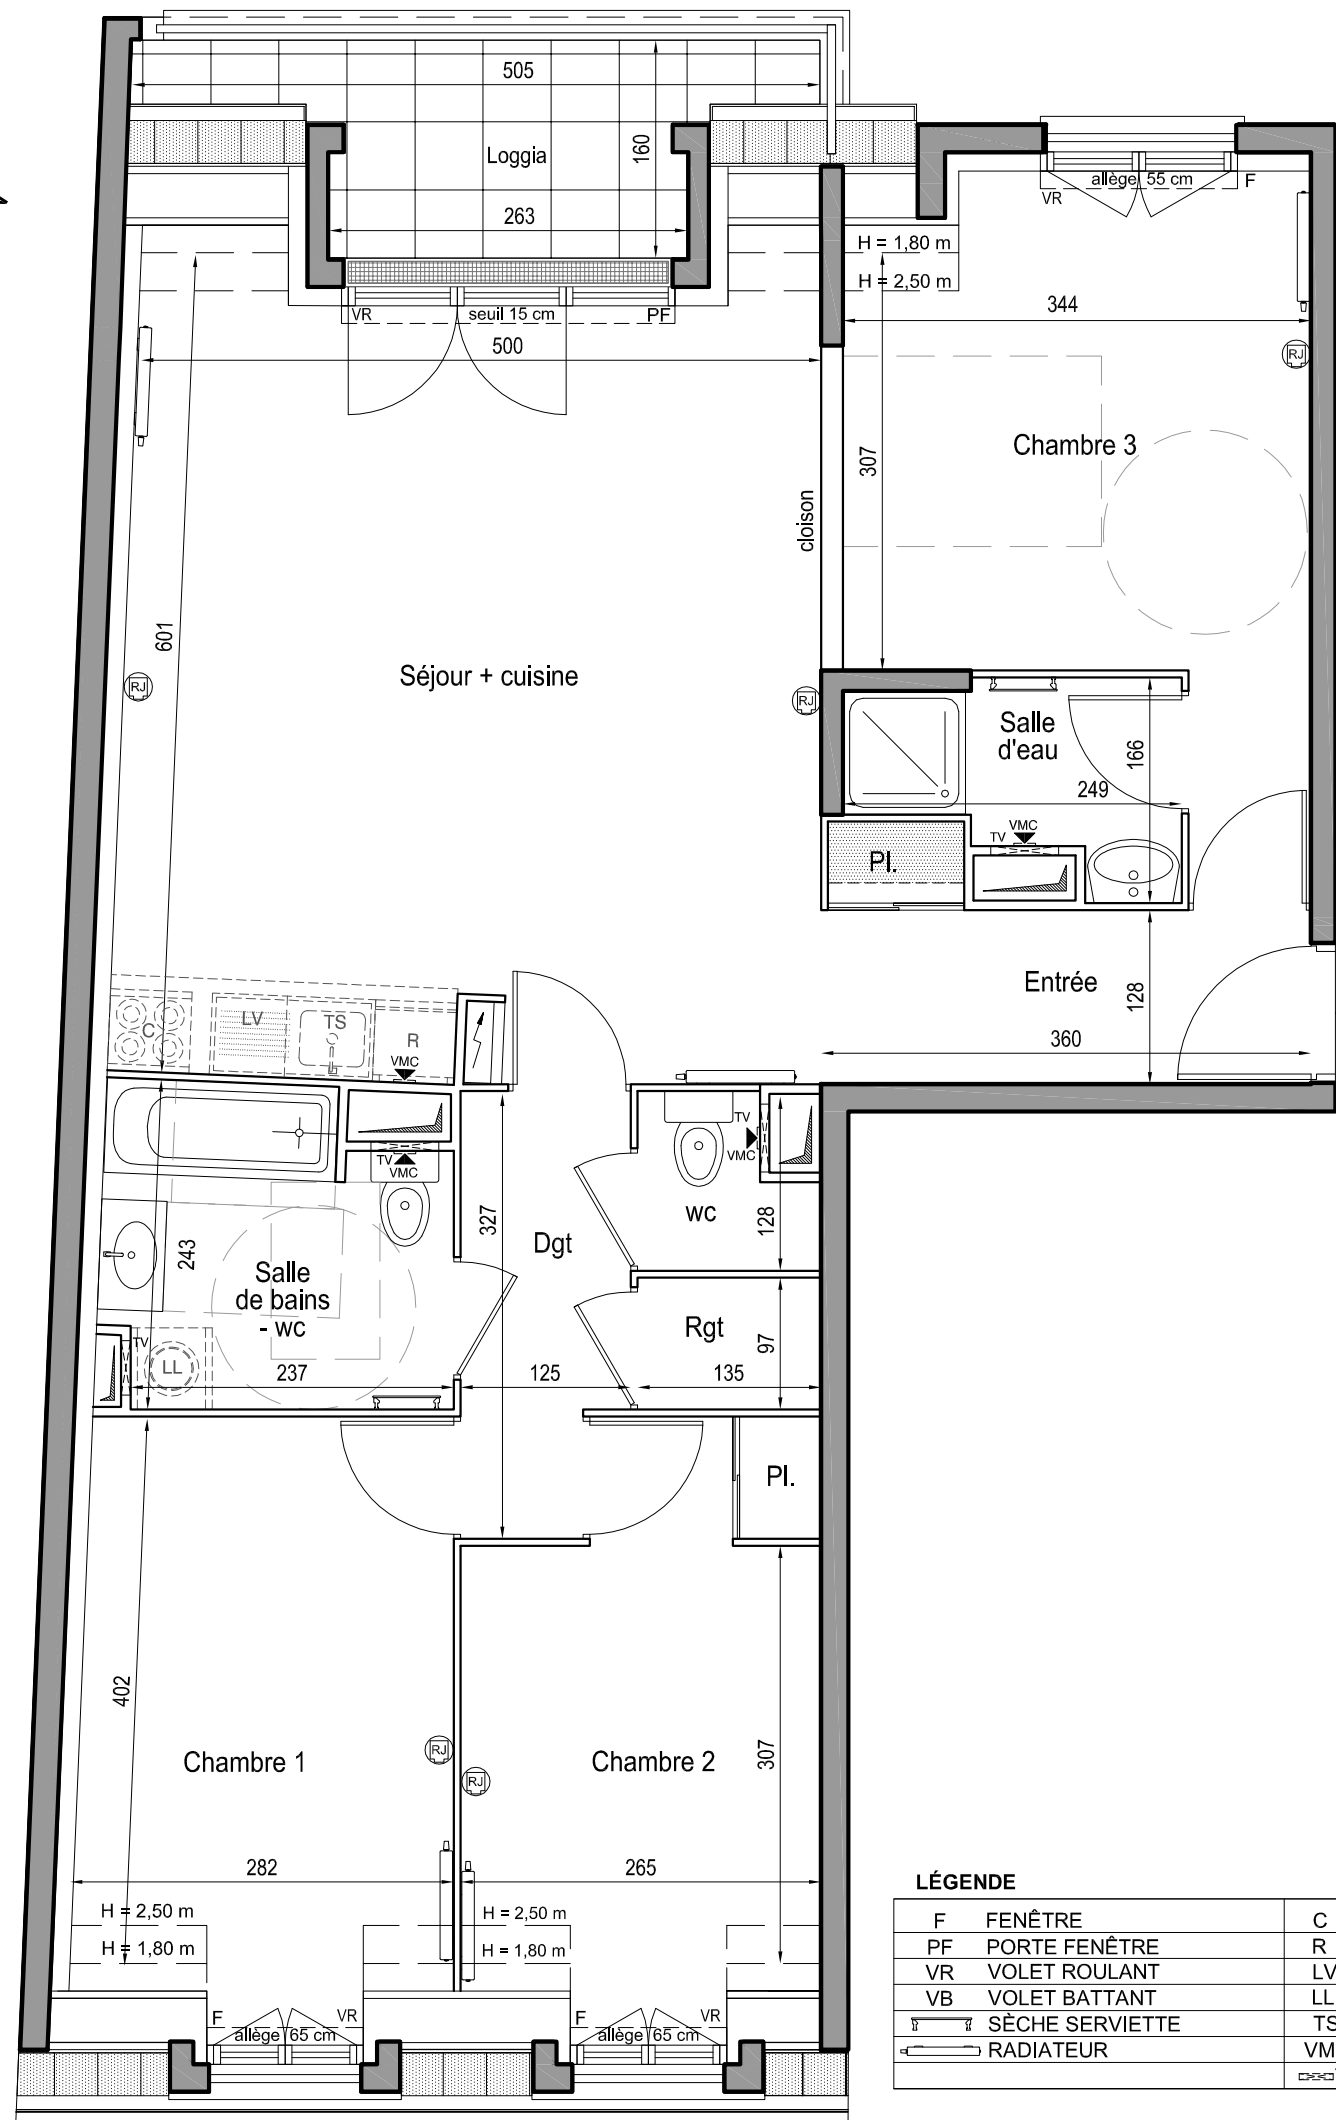 505
160
Loggia
263
allège 55 cm
F
VR
H = 1,80 m
H = 2,50 m
344
VR
seuil 15 cm
PF
500
RJ
Chambre 3
307
cloison
601
Séjour + cuisine
RJ
RJ
Salle
d'eau
166
249
TV
VMC
Pl.
Entrée
128
360
C
LV
TS
R
VMC
TV
VMC
TV
VMC
wc
128
327
Dgt
243
Salle
de bains
- wc
Rgt
97
TV
LL
237
125
135
Pl.
402
Chambre 1
RJ
RJ
Chambre 2
307
282
265
H = 2,50 m
H = 1,80 m
H = 2,50 m
H = 1,80 m
F
VR
allège 65 cm
F
VR
allège 65 cm
LÉGENDE
F FENÊTRE C
PF PORTE FENÊTRE R
VR VOLET ROULANT LV
VB VOLET BATTANT LL
SÈCHE SERVIETTE TS
RADIATEUR VM